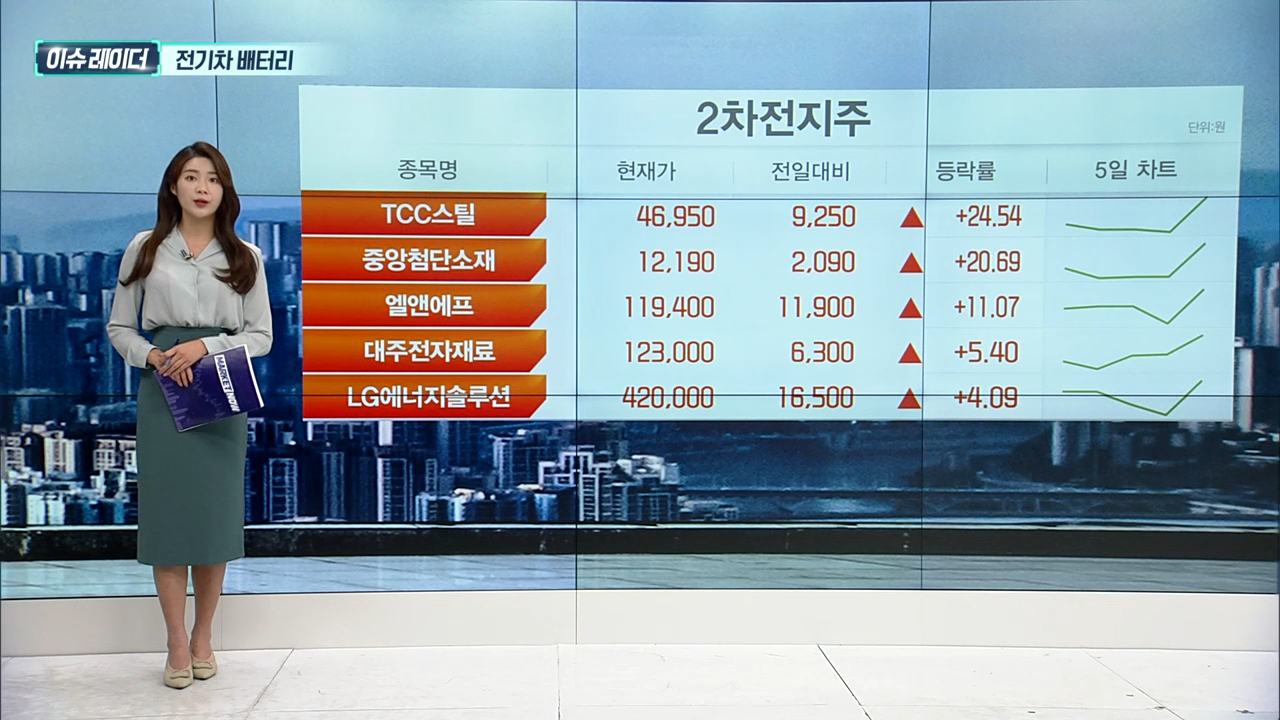 이슈 레이더 전기차 배터리
2차전지주
단위:원
종목명 현재가 전일대비 등락률 5일 차트
TCC스틸 46,950 9,250 ▲ +24.54
중앙첨단소재 12,190 2,090 ▲ +20.69
엘앤에프 119,400 11,900 ▲ +11.07
대주전자재료 123,000 6,300 ▲ +5.40
LG에너지솔루션 420,000 16,500 ▲ +4.09
MARKET NOW